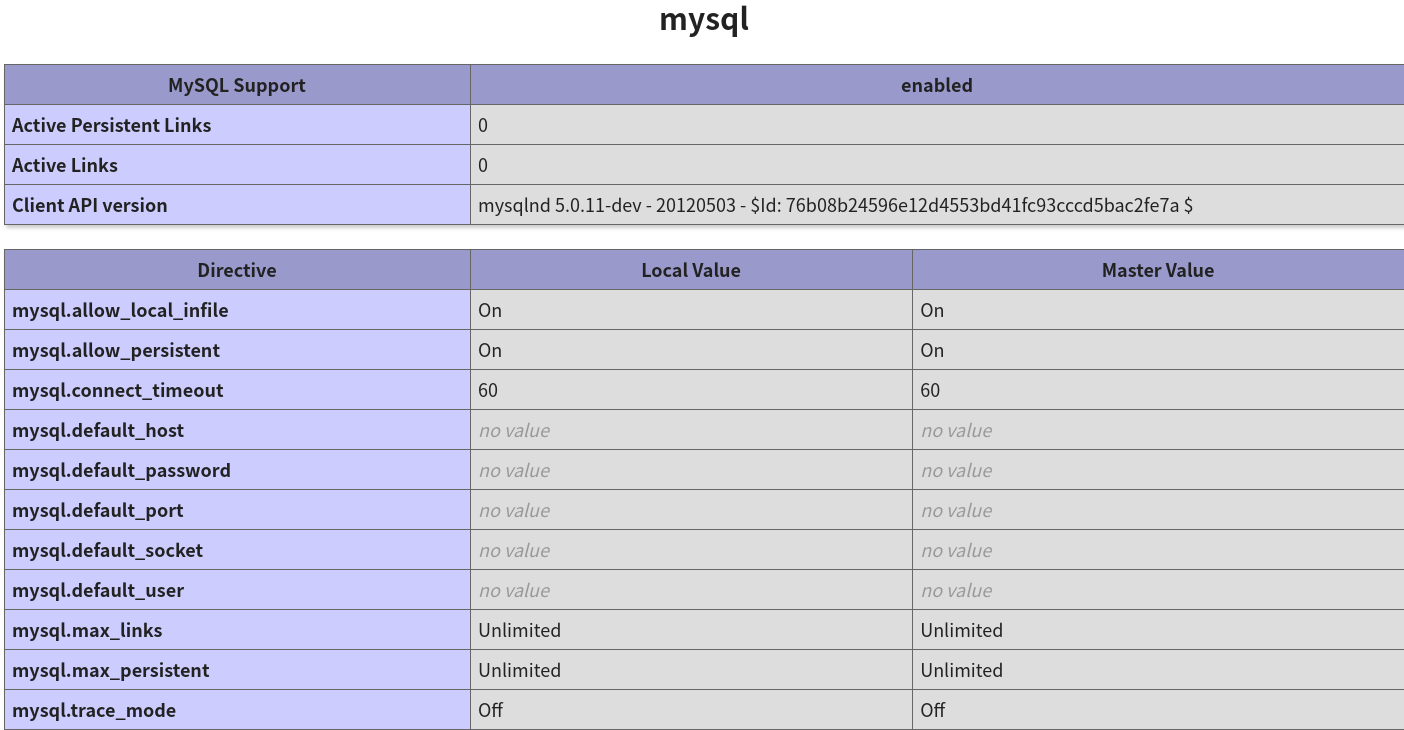 mysql
MySQL Support enabled
Active Persistent Links 0
Active Links 0
Client API version mysqlnd 5.0.11-dev - 20120503 - $Id: 76b08b24596e12d4553bd41fc93cccd5bac2fe7a $
Directive Local Value Master Value
mysql.allow_local_infile On On
mysql.allow_persistent On On
mysql.connect_timeout 60 60
mysql.default_host no value no value
mysql.default_password no value no value
mysql.default_port no value no value
mysql.default_socket no value no value
mysql.default_user no value no value
mysql.max_links Unlimited Unlimited
mysql.max_persistent Unlimited Unlimited
mysql.trace_mode Off Off